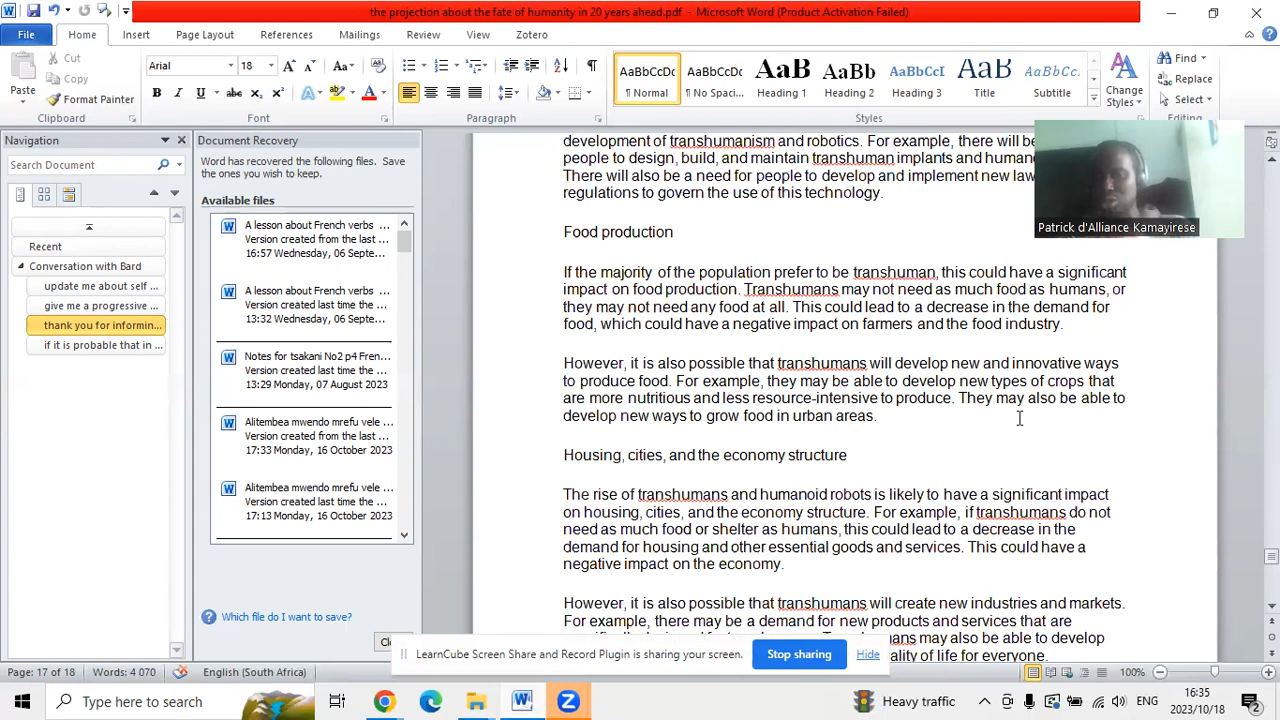 the projection about the fate of humanity in 20 years ahead.pdf - Microsoft Word (Product Activation Failed)
File Home Insert Page Layout References Mailings Review View Zotero
Cut
Copy
Paste Format Painter
Clipboard
Arial 18
Font
Paragraph
AaBbCcDc AaBbCcDc AaB AaBbCc AaBbCcI AaB AaBbCc.
¶ Normal ¶ No Spaci... Heading 1 Heading 2 Heading 3 Title Subtitle
Change Styles
Styles
Find
Replace
Select
Editing
Navigation
Search Document
Recent
Conversation with Bard
update me about self ...
give me a progressive ...
thank you for informin...
if it is probable that in ...
Document Recovery
Word has recovered the following files. Save
the ones you wish to keep.
Available files
A lesson about French verbs ...
Version created from the last ...
16:57 Wednesday, 06 Septe...
A lesson about French verbs ...
Version created last time the ...
13:32 Wednesday, 06 Septe...
Notes for tsakani No2 p4 Fren...
Version created last time the ...
13:29 Monday, 07 August 2023
Alitembea mwendo mrefu vele ...
Version created from the last ...
17:33 Monday, 16 October 2023
Alitembea mwendo mrefu vele ...
Version created last time the ...
17:13 Monday, 16 October 2023
Which file do I want to save?
development of transhumanism and robotics. For example, there will be
people to design, build, and maintain transhuman implants and
There will also be a need for people to develop and implement new
regulations to govern the use of this technology.
Food production
If the majority of the population prefer to be transhuman, this could have a significant
impact on food production. Transhumans may not need as much food as humans, or
they may not need any food at all. This could lead to a decrease in the demand for
food, which could have a negative impact on farmers and the food industry.
However, it is also possible that transhumans will develop new and innovative ways
to produce food. For example, they may be able to develop new types of crops that
are more nutritious and less resource-intensive to produce. They may also be able to
develop new ways to grow food in urban areas.
Housing, cities, and the economy structure
The rise of transhumans and humanoid robots is likely to have a significant impact
on housing, cities, and the economy structure. For example, if transhumans do not
need as much food or shelter as humans, this could lead to a decrease in the
demand for housing and other essential goods and services. This could have a
negative impact on the economy.
However, it is also possible that transhumans will create new industries and markets.
For example, there may be a demand for new products and services that are
may also be able to develop
quality of life for everyone.
Patrick d'Alliance Kamayirese
LearnCube Screen Share and Record Plugin is sharing your screen. Stop sharing Hide
Page: 17 of 18 Words: 4 070 English (South Africa) 100%
Type here to search
Heavy traffic
ENG
16:35
2023/10/18
2